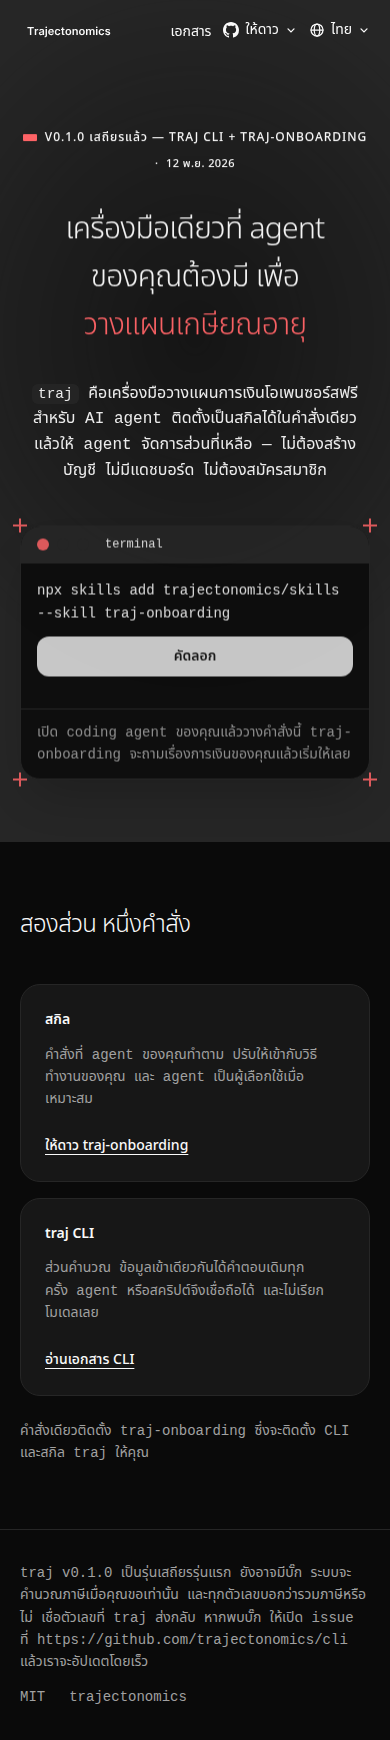 Trajectonomics เอกสาร ให้ดาว ไทย
V0.1.0 เสถียรแล้ว — TRAJ CLI + TRAJ-ONBOARDING
· 12 พ.ย. 2026
เครื่องมือเดียวที่ agent
ของคุณต้องมี เพื่อ
วางแผนเกษียณอายุ
traj คือเครื่องมือวางแผนการเงินโอเพนซอร์สฟรี
สำหรับ AI agent ติดตั้งเป็นสกิลได้ในคำสั่งเดียว
แล้วให้ agent จัดการส่วนที่เหลือ — ไม่ต้องสร้าง
บัญชี ไม่มีแดชบอร์ด ไม่ต้องสมัครสมาชิก
terminal
npx skills add trajectonomics/skills
--skill traj-onboarding
คัดลอก
เปิด coding agent ของคุณแล้ววางคำสั่งนี้ traj-
onboarding จะถามเรื่องการเงินของคุณแล้วเริ่มให้เลย
สองส่วน หนึ่งคำสั่ง
สกิล
คำสั่งที่ agent ของคุณทำตาม ปรับให้เข้ากับวิธี
ทำงานของคุณ และ agent เป็นผู้เลือกใช้เมื่อ
เหมาะสม
ให้ดาว traj-onboarding
traj CLI
ส่วนคำนวณ ข้อมูลเข้าเดียวกันได้คำตอบเดิมทุก
ครั้ง agent หรือสคริปต์จึงเชื่อถือได้ และไม่เรียก
โมเดลเลย
อ่านเอกสาร CLI
คำสั่งเดียวติดตั้ง traj-onboarding ซึ่งจะติดตั้ง CLI
และสกิล traj ให้คุณ
traj v0.1.0 เป็นรุ่นเสถียรรุ่นแรก ยังอาจมีบั๊ก ระบบจะ
คำนวณภาษีเมื่อคุณขอเท่านั้น และทุกตัวเลขบอกว่ารวมภาษีหรือ
ไม่ เชื่อตัวเลขที่ traj ส่งกลับ หากพบบั๊ก ให้เปิด issue
ที่ https://github.com/trajectonomics/cli
แล้วเราจะอัปเดตโดยเร็ว
MIT trajectonomics